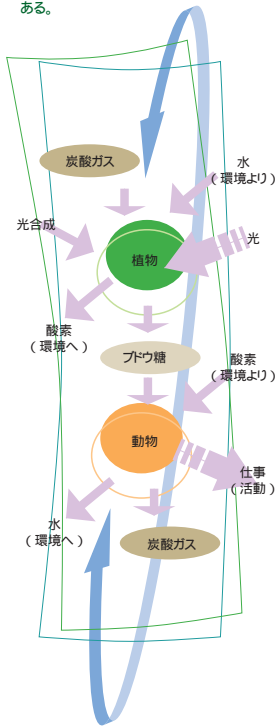 ある。
炭酸ガス
水
(環境より)
光合成
光
植物
酸素
(環境へ)
ブドウ糖
酸素
(環境より)
動物
仕事
(活動)
水
(環境へ)
炭酸ガス